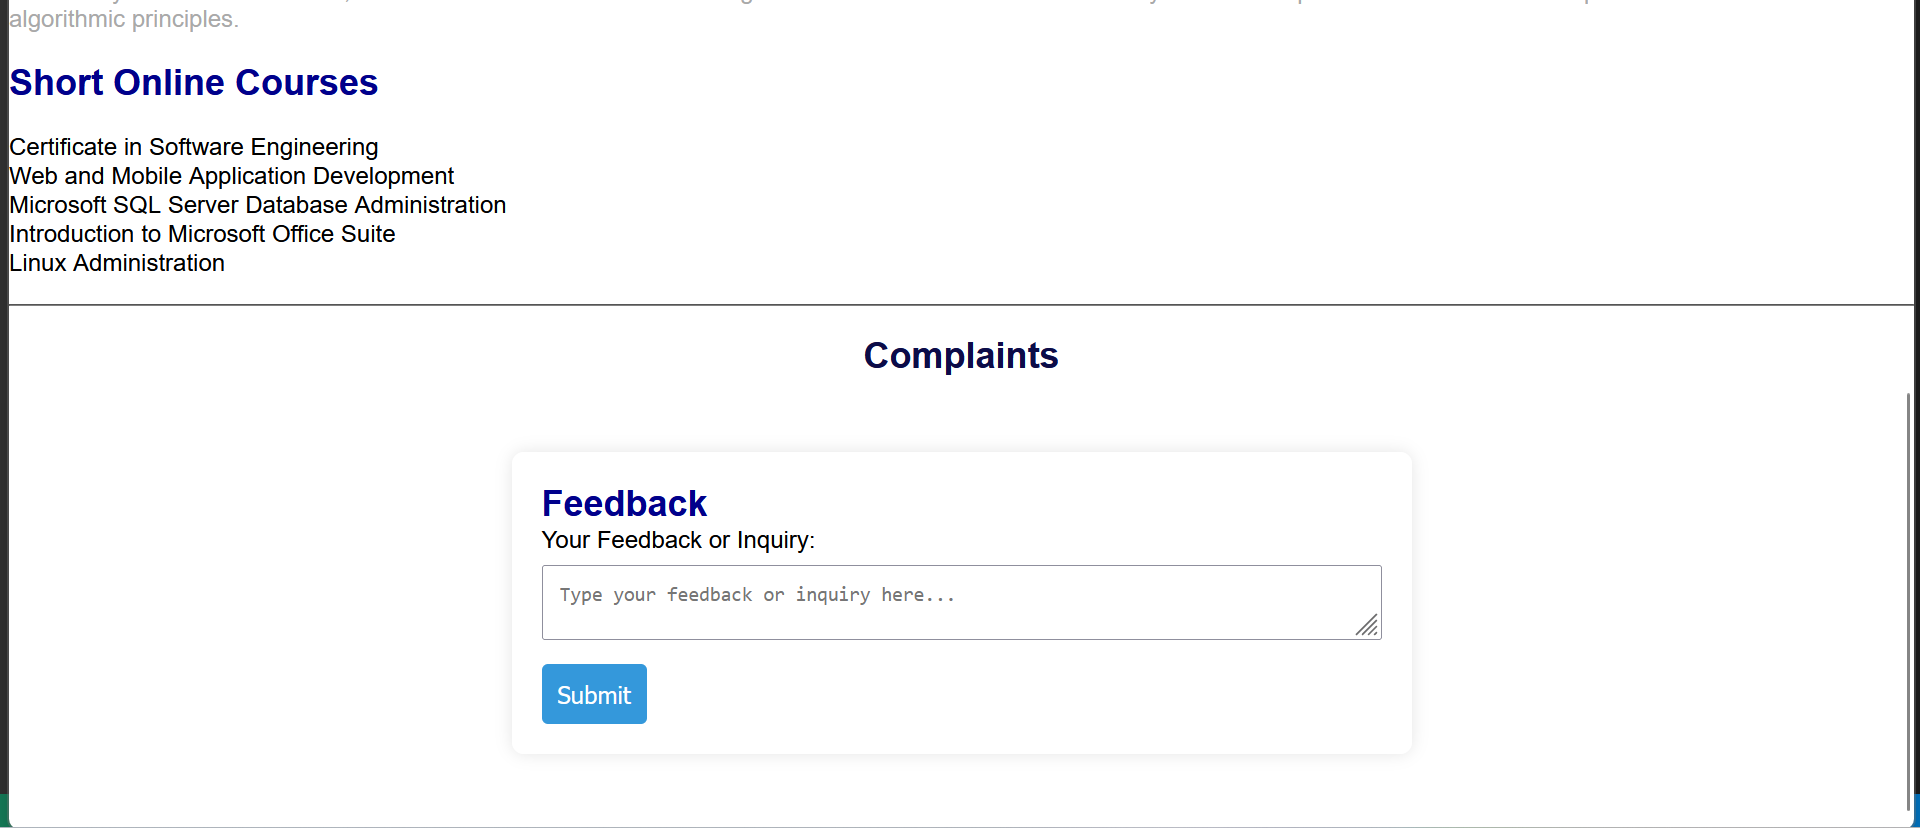 algorithmic principles.
Short Online Courses
Certificate in Software Engineering
Web and Mobile Application Development
Microsoft SQL Server Database Administration
Introduction to Microsoft Office Suite
Linux Administration
Complaints
Feedback
Your Feedback or Inquiry:
Type your feedback or inquiry here...
Submit